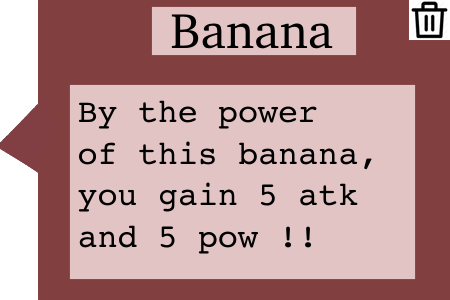 Banana
By the power
of this banana,
you gain 5 atk
and 5 pow !!